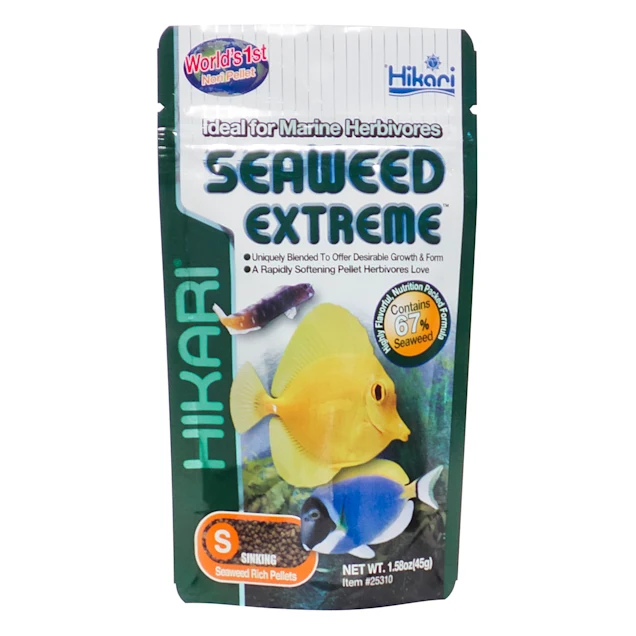 World's 1st
Nori Pellet
Hikari
Ideal for Marine Herbivores
SEAWEED
EXTREME™
●Uniquely Blended To Offer Desirable Growth & Form
●A Rapidly Softening Pellet Herbivores Love
HIKARI
Highly Flavorful, Nutrition Packed Formula
Contains
67%
Seaweed
S
SINKING
Seaweed Rich Pellets
NET WT. 1.58oz(45g)
Item #25310